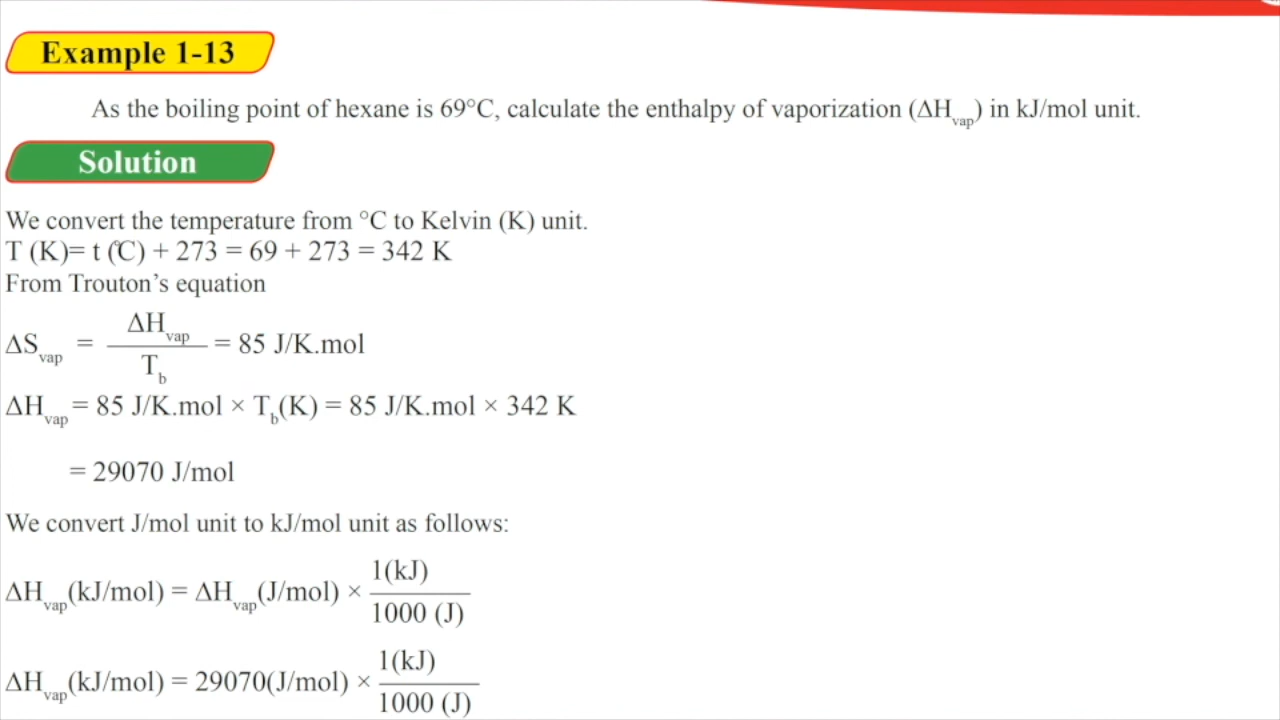 Example 1-13
As the boiling point of hexane is 69°C, calculate the enthalpy of vaporization (ΔHvap) in kJ/mol unit.
Solution
We convert the temperature from °C to Kelvin (K) unit.
T (K)= t (°C) + 273 = 69 + 273 = 342 K
From Trouton’s equation
ΔSvap = ΔHvap / Tb = 85 J/K.mol
ΔHvap = 85 J/K.mol × Tb(K) = 85 J/K.mol × 342 K
= 29070 J/mol
We convert J/mol unit to kJ/mol unit as follows:
ΔHvap(kJ/mol) = ΔHvap(J/mol) × 1(kJ) / 1000 (J)
ΔHvap(kJ/mol) = 29070(J/mol) × 1(kJ) / 1000 (J)